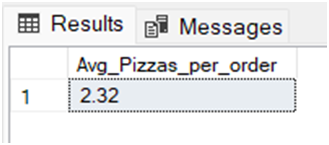 Results Messages
Avg_Pizzas_per_order
1 2.32